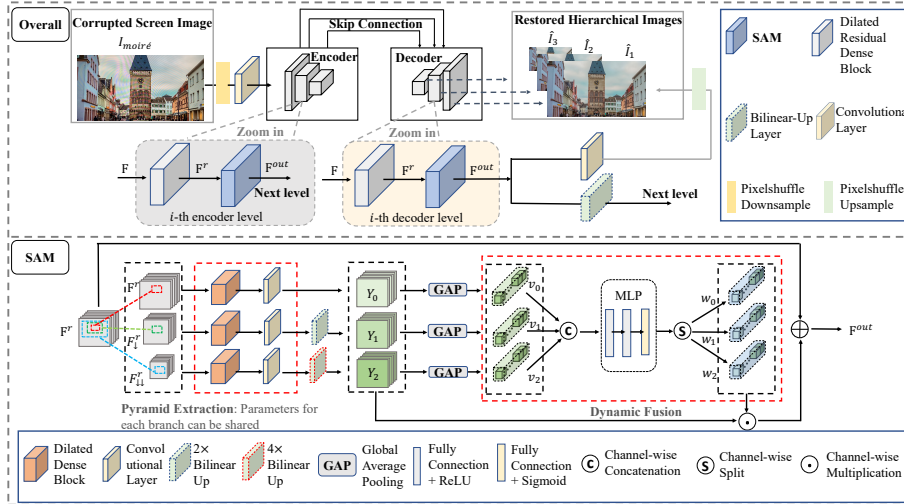 Overall
Corrupted Screen Image
I_moiré
Skip Connection
Encoder
Decoder
Restored Hierarchical Images
Î_3
Î_2
Î_1
SAM
Dilated
Residual
Dense
Block
Bilinear-Up
Layer
Convolutional
Layer
Pixelshuffle
Downsample
Pixelshuffle
Upsample
Zoom in
Zoom in
F
F^r
F^out
Next level
i-th encoder level
F
F^r
F^out
i-th decoder level
Next level
SAM
F^r
F^r
F^r_↓
F^r_↓↓
Y_0
Y_1
Y_2
GAP
GAP
GAP
v_0
v_1
v_2
C
MLP
S
w_0
w_1
w_2
F^out
Pyramid Extraction: Parameters for
each branch can be shared
Dynamic Fusion
Dilated
Dense
Block
Convol
utional
Layer
2×
Bilinear
Up
4×
Bilinear
Up
GAP
Global
Average
Pooling
Fully
Connection
+ ReLU
Fully
Connection
+ Sigmoid
C
Channel-wise
Concatenation
S
Channel-wise
Split
Channel-wise
Multiplication